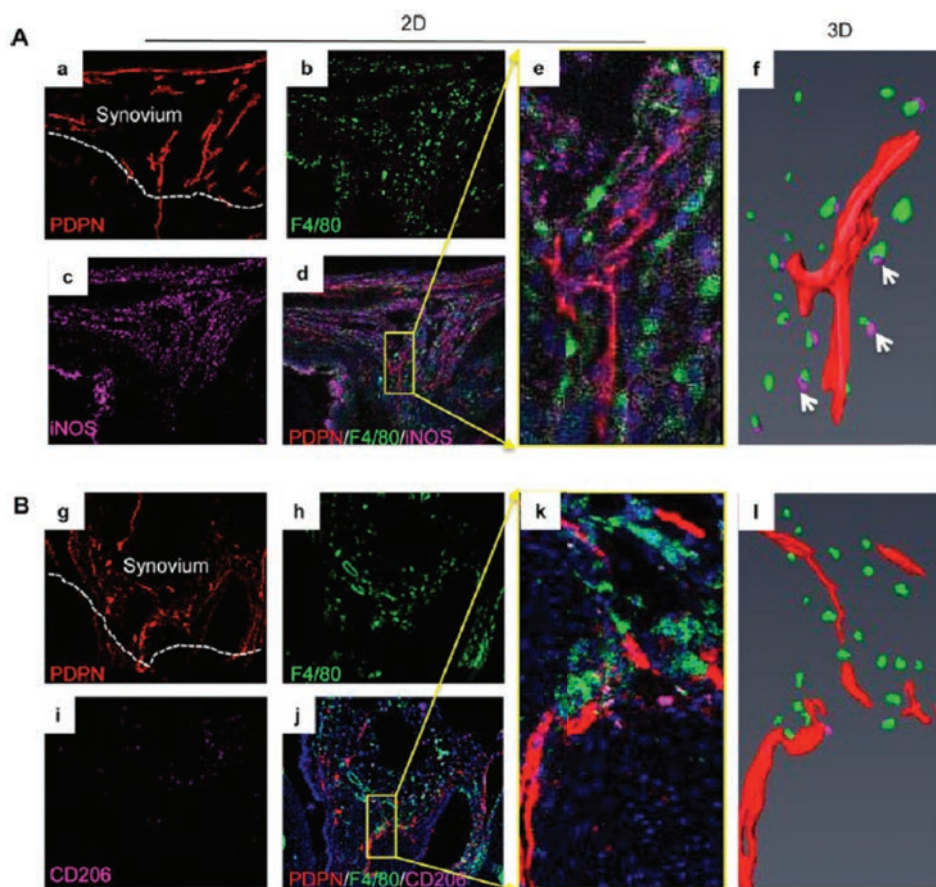 2D
3D
A
a
b
e
f
Synovium
PDPN
F4/80
c
d
iNOS
PDPN/F4/80/iNOS
B
g
h
k
l
Synovium
PDPN
F4/80
i
j
CD206
PDPN/F4/80/CD206